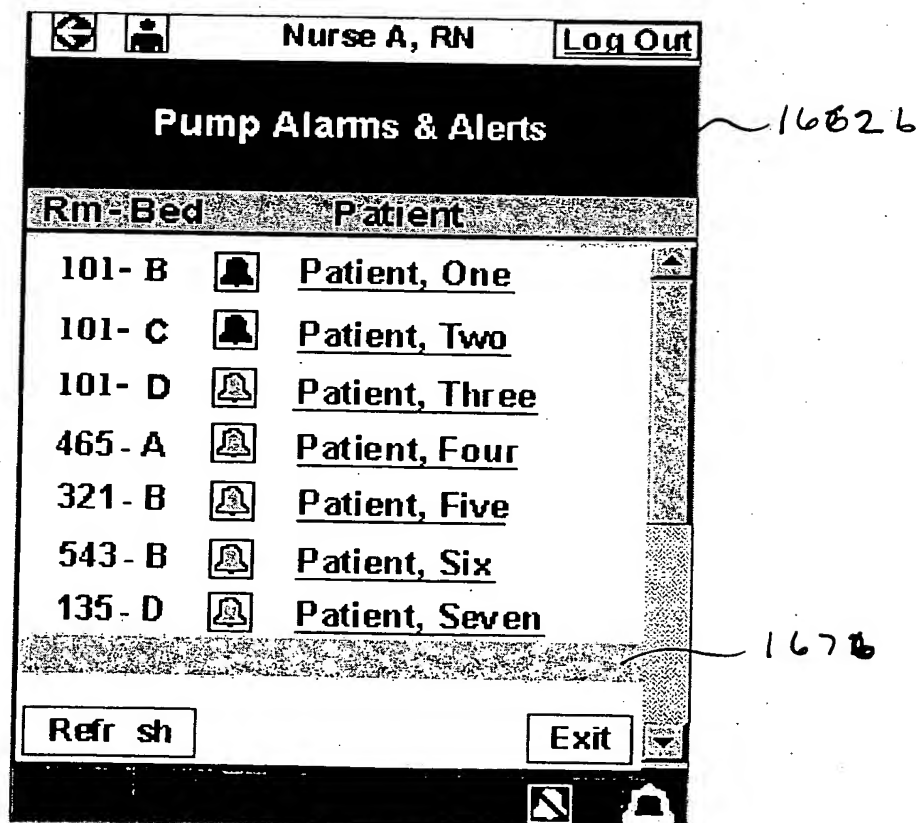 Nurse A, RN Log Out
Pump Alarms & Alerts
Rm-Bed Patient
101- B Patient, One
101- C Patient, Two
101- D Patient, Three
465- A Patient, Four
321- B Patient, Five
543- B Patient, Six
135- D Patient, Seven
Refr sh Exit